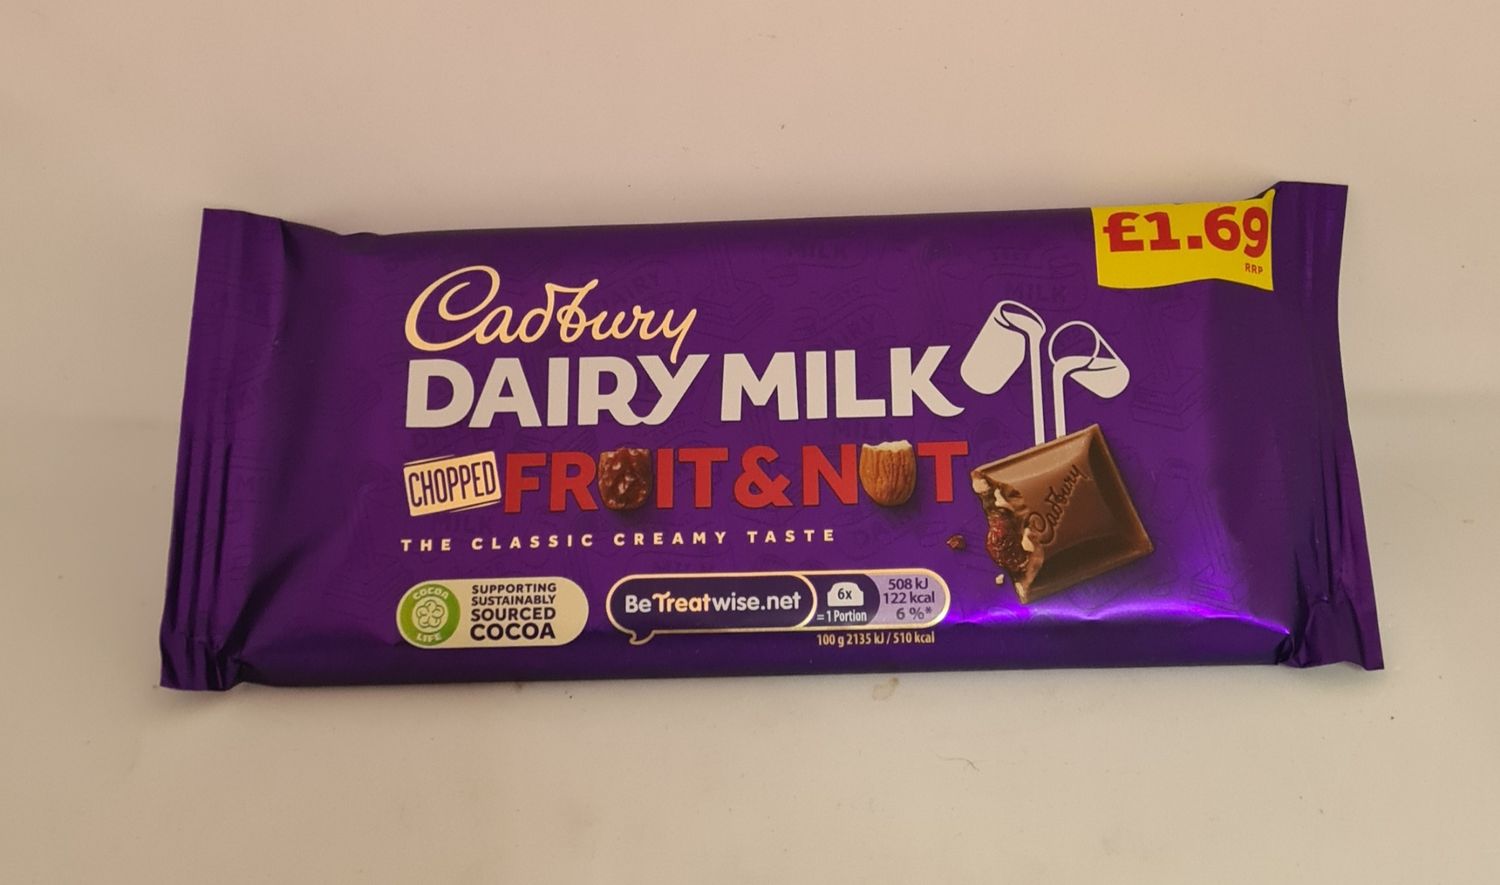 £1.69
RRP
Cadbury
DAIRY MILK
CHOPPED FRUIT & NUT
THE CLASSIC CREAMY TASTE
Cadbury
COCOA
LIFE
SUPPORTING
SUSTAINABLY
SOURCED
COCOA
BeTreatwise.net
6x
= 1 Portion
508 kJ
122 kcal
6 %*
100 g 2135 kJ / 510 kcal